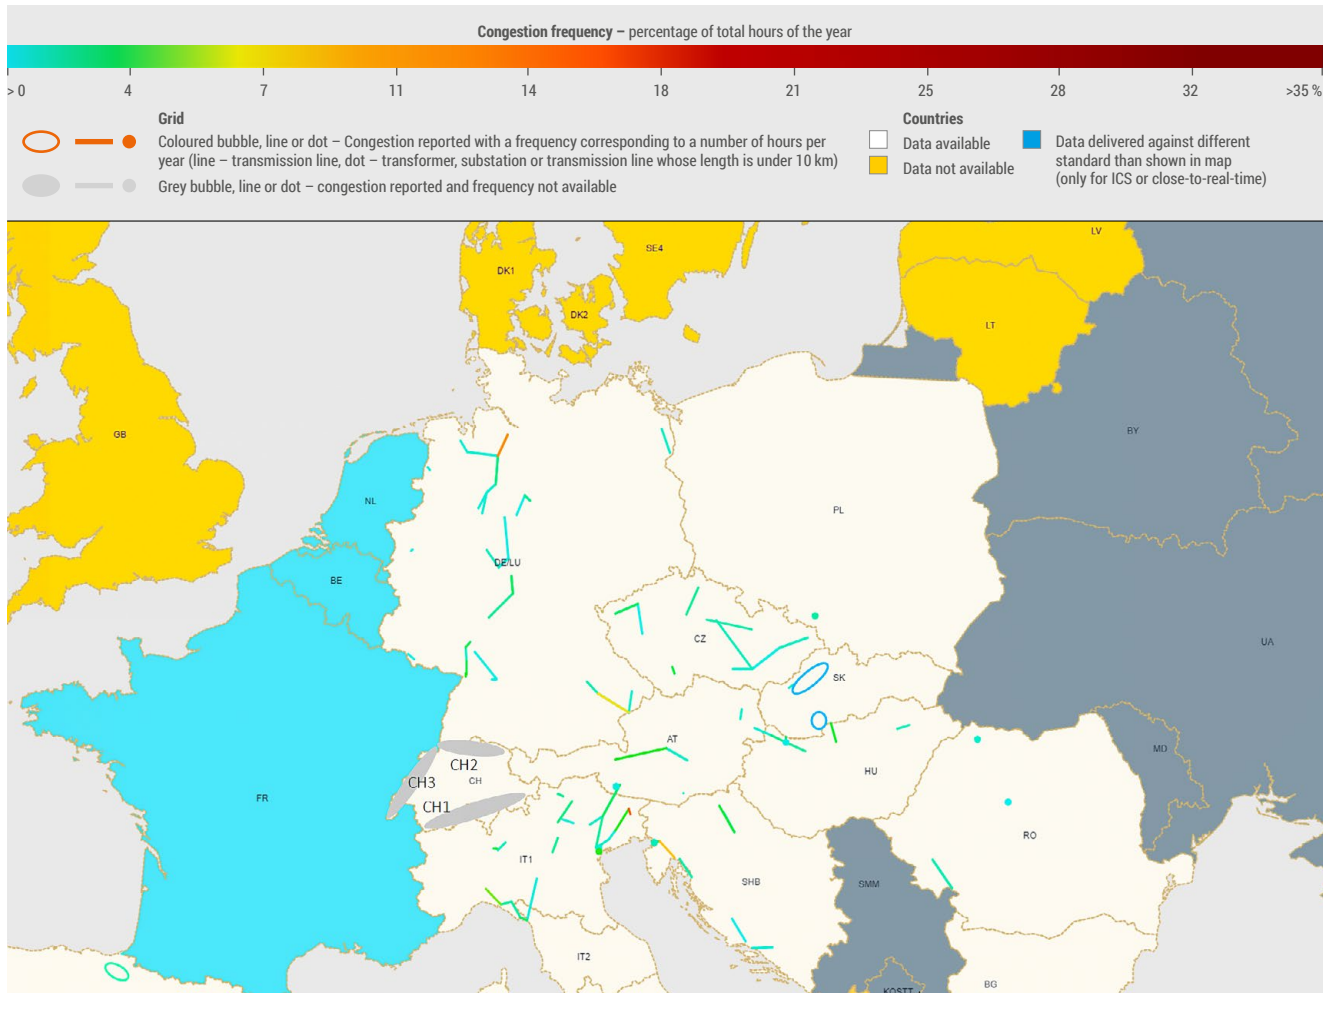 Congestion frequency – percentage of total hours of the year
> 0 4 7 11 14 18 21 25 28 32 >35 %
Grid
Coloured bubble, line or dot – Congestion reported with a frequency corresponding to a number of hours per
year (line – transmission line, dot – transformer, substation or transmission line whose length is under 10 km)
Grey bubble, line or dot – congestion reported and frequency not available
Countries
Data available
Data not available
Data delivered against different
standard than shown in map
(only for ICS or close-to-real-time)
LV
SE4
DK1
DK2
LT
GB
BY
NL
PL
DE/LU
BE
CZ
UA
SK
AT
MD
CH2
HU
CH
CH3
FR
CH1
RO
IT1
SHB
SMM
IT2
BG
KOSTT